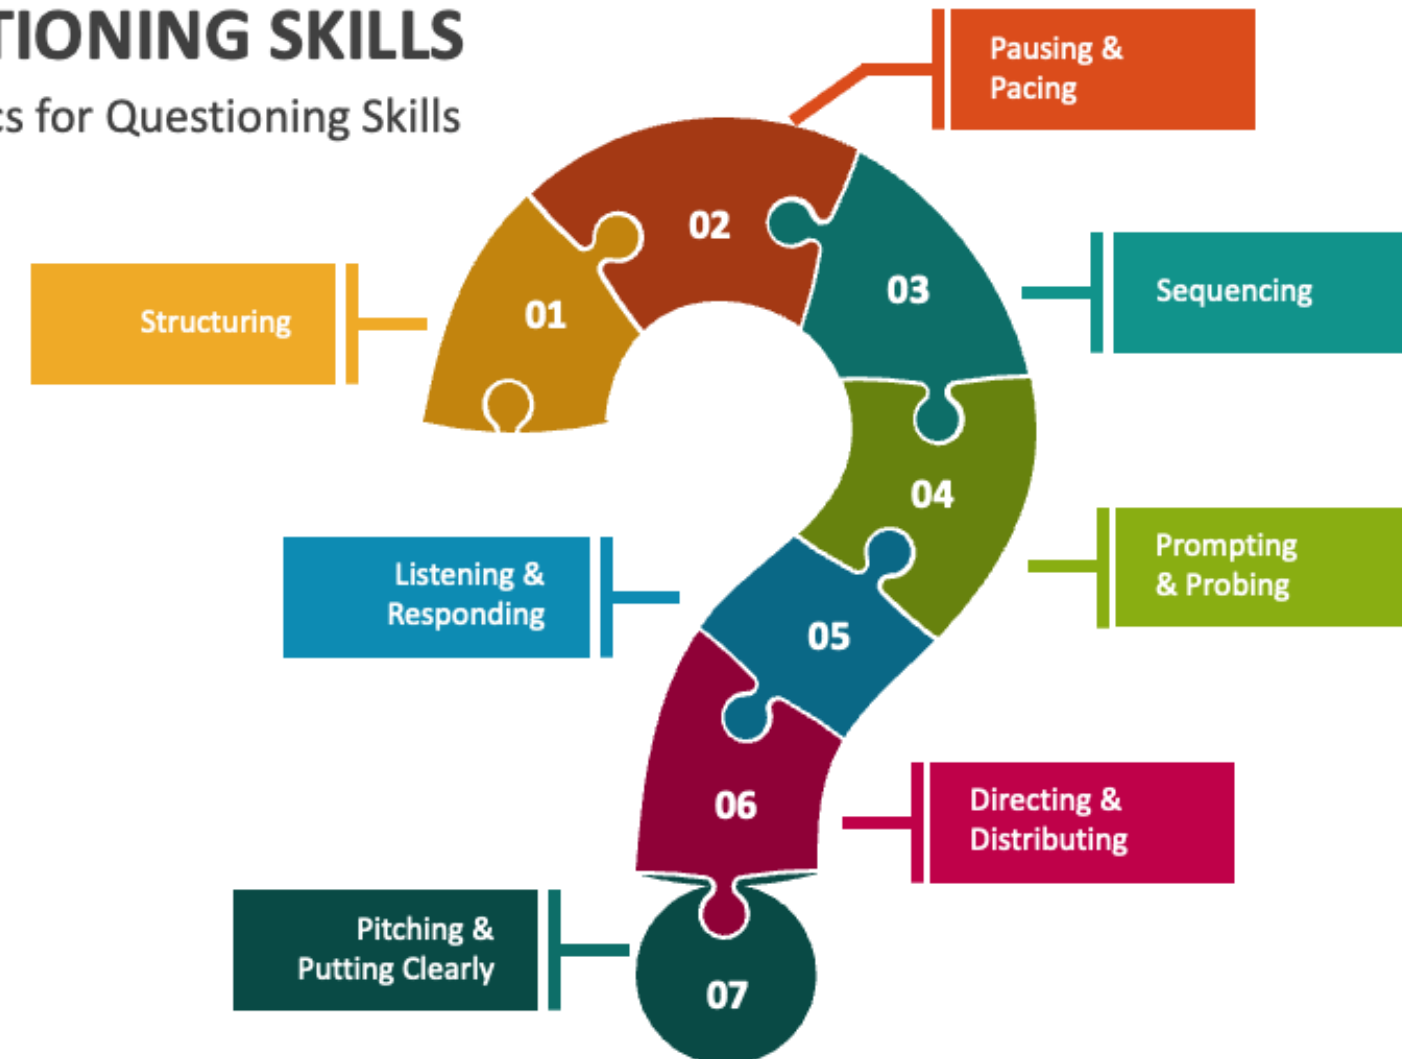 TIONING SKILLS
cs for Questioning Skills
Pausing &
Pacing
02
03
Sequencing
01
Structuring
04
Prompting
& Probing
Listening &
Responding
05
06
Directing &
Distributing
Pitching &
Putting Clearly
07